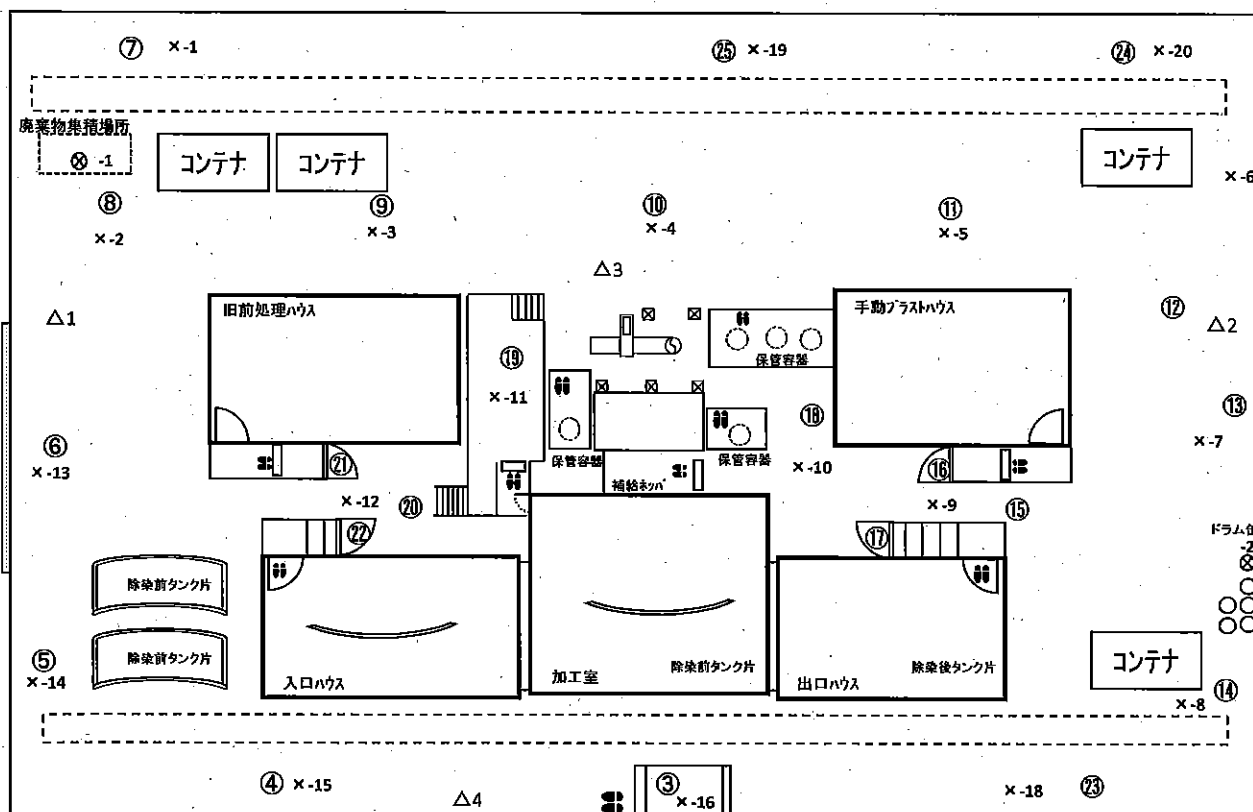 ⑦ ×-1
㉕ ×-19
㉔ ×-20
廃棄物集積場所
⊗ -1
コンテナ
コンテナ
コンテナ
×-6
⑧
×-2
⑨
×-3
⑩
×-4
⑪
×-5
△1
△3
⑫
△2
旧前処理ハウス
手動ブラストハウス
⑲
×-11
保管容器
⑱
⑬
×-7
⑥
×-13
㉑
保管容器
保管容器
×-10
⑯
補給ホッパ
×-12
⑳
×-9
⑮
㉒
⑰
ドラム缶
-2
⊗
除染前タンク片
除染前タンク片
⑤
×-14
入口ハウス
加工室
除染前タンク片
出口ハウス
除染後タンク片
コンテナ
⑭
×-8
④ ×-15
△4
③
×-16
×-18
㉓